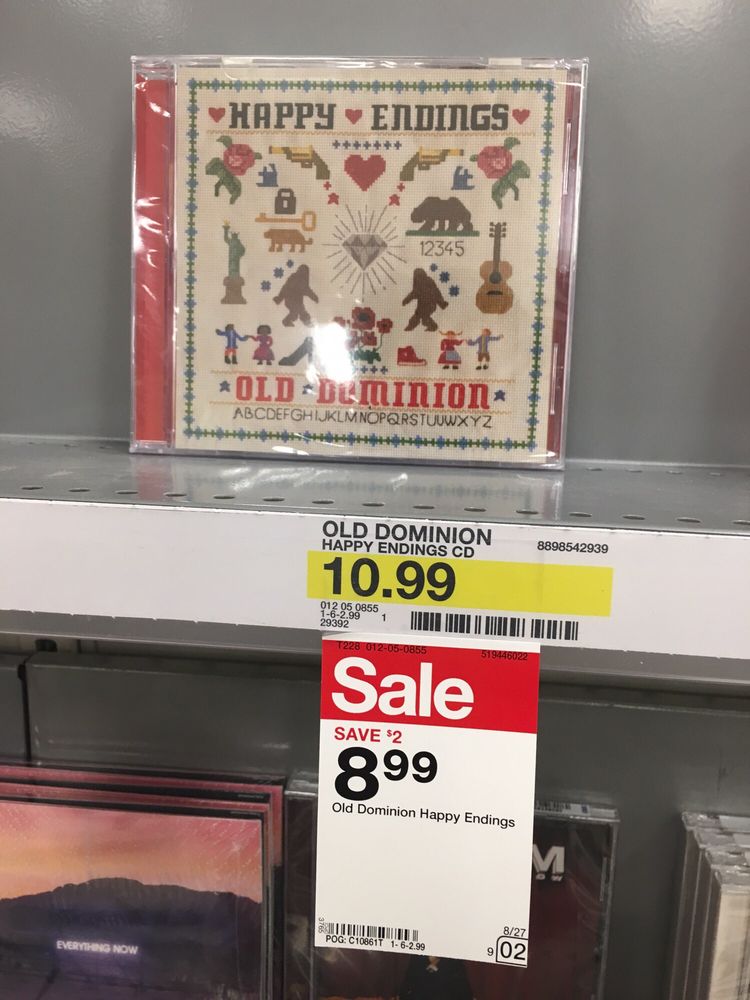 HAPPY ENDINGS
12345
OLD DOMINION
ABCDEFGHIJKLMNOPQRSTUVWXYZ
OLD DOMINION
HAPPY ENDINGS CD
8898542939
10.99
012 05 0855
1-6-2.99 1
29392
T228 012-05-0855 519446022
Sale
SAVE $2
8 99
Old Dominion Happy Endings
3765
POG: C10861T 1-6-2.99
8/27
9 02
EVERYTHING NOW
M